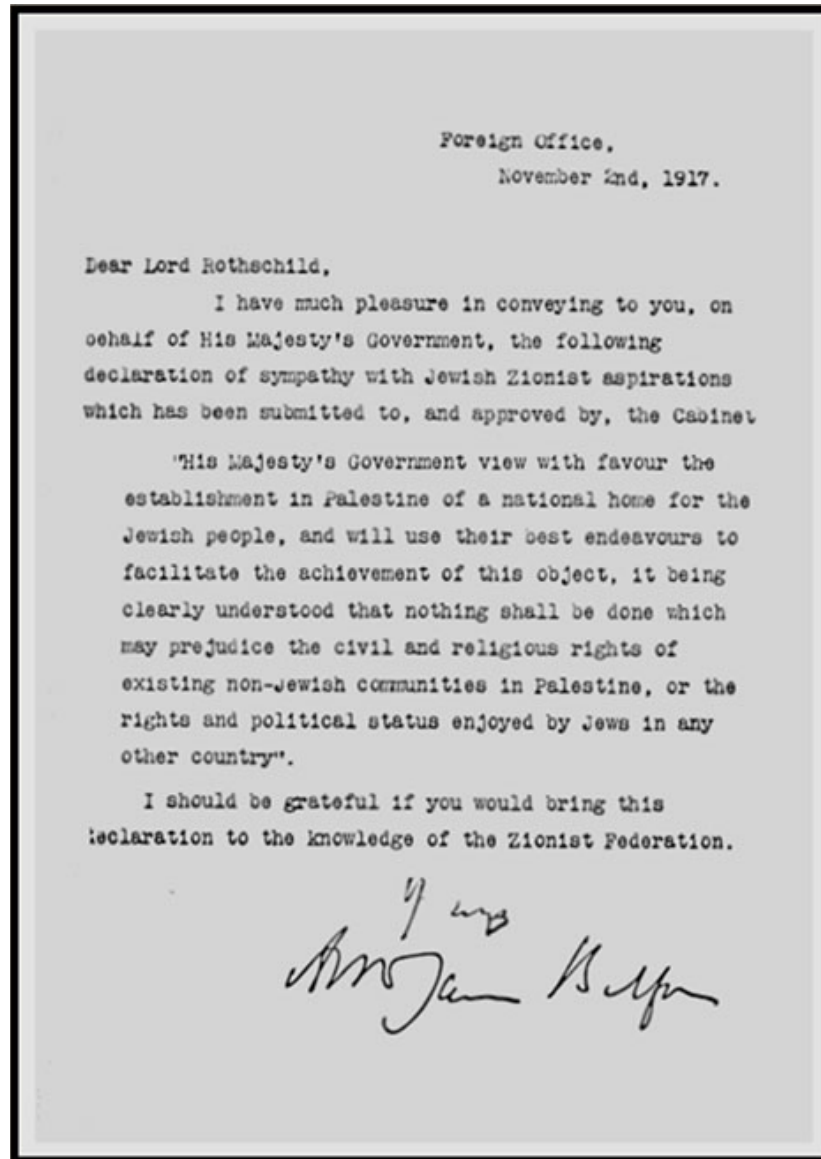 Foreign Office,
November 2nd, 1917.
Dear Lord Rothschild,
I have much pleasure in conveying to you, on
behalf of His Majesty's Government, the following
declaration of sympathy with Jewish Zionist aspirations
which has been submitted to, and approved by, the Cabinet
"His Majesty's Government view with favour the
establishment in Palestine of a national home for the
Jewish people, and will use their best endeavours to
facilitate the achievement of this object, it being
clearly understood that nothing shall be done which
may prejudice the civil and religious rights of
existing non-Jewish communities in Palestine, or the
rights and political status enjoyed by Jews in any
other country".
I should be grateful if you would bring this
declaration to the knowledge of the Zionist Federation.